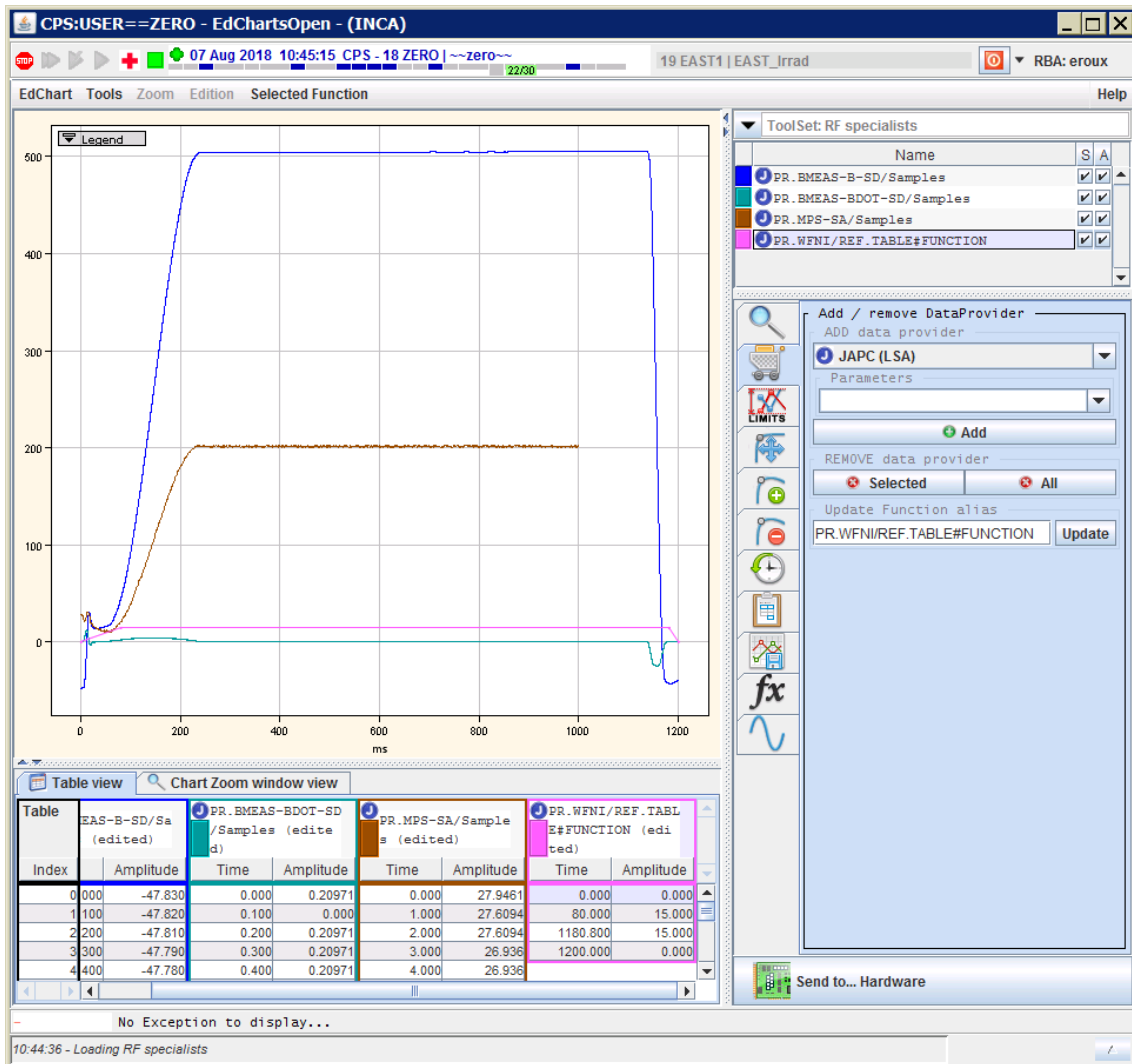 CPS:USER==ZERO - EdChartsOpen - (INCA)
STOP
07 Aug 2018 10:45:15 CPS - 18 ZERO | ~~zero~~
22/30
19 EAST1 | EAST_Irrad
RBA: eroux
EdChart Tools Zoom Edition Selected Function Help
Legend
500
400
300
200
100
0
0 200 400 600 800 1000 1200
ms
ToolSet: RF specialists
Name S A
PR.BMEAS-B-SD/Samples
PR.BMEAS-BDOT-SD/Samples
PR.MPS-SA/Samples
PR.WFNI/REF.TABLE#FUNCTION
LIMITS
fx
Add / remove DataProvider
ADD data provider
JAPC (LSA)
Parameters
Add
REMOVE data provider
Selected All
Update Function alias
PR.WFNI/REF.TABLE#FUNCTION Update
Table view Chart Zoom window view
Table
EAS-B-SD/Sa
(edited)
PR.BMEAS-BDOT-SD
/Samples (edite
d)
PR.MPS-SA/Sample
s (edited)
PR.WFNI/REF.TABL
E#FUNCTION (edi
ted)
Index Amplitude Time Amplitude Time Amplitude Time Amplitude
0 000 -47.830 0.000 0.20971 0.000 27.9461 0.000 0.000
1 100 -47.820 0.100 0.000 1.000 27.6094 80.000 15.000
2 200 -47.810 0.200 0.20971 2.000 27.6094 1180.800 15.000
3 300 -47.790 0.300 0.20971 3.000 26.936 1200.000 0.000
4 400 -47.780 0.400 0.20971 4.000 26.936
Send to... Hardware
- No Exception to display...
10:44:36 - Loading RF specialists